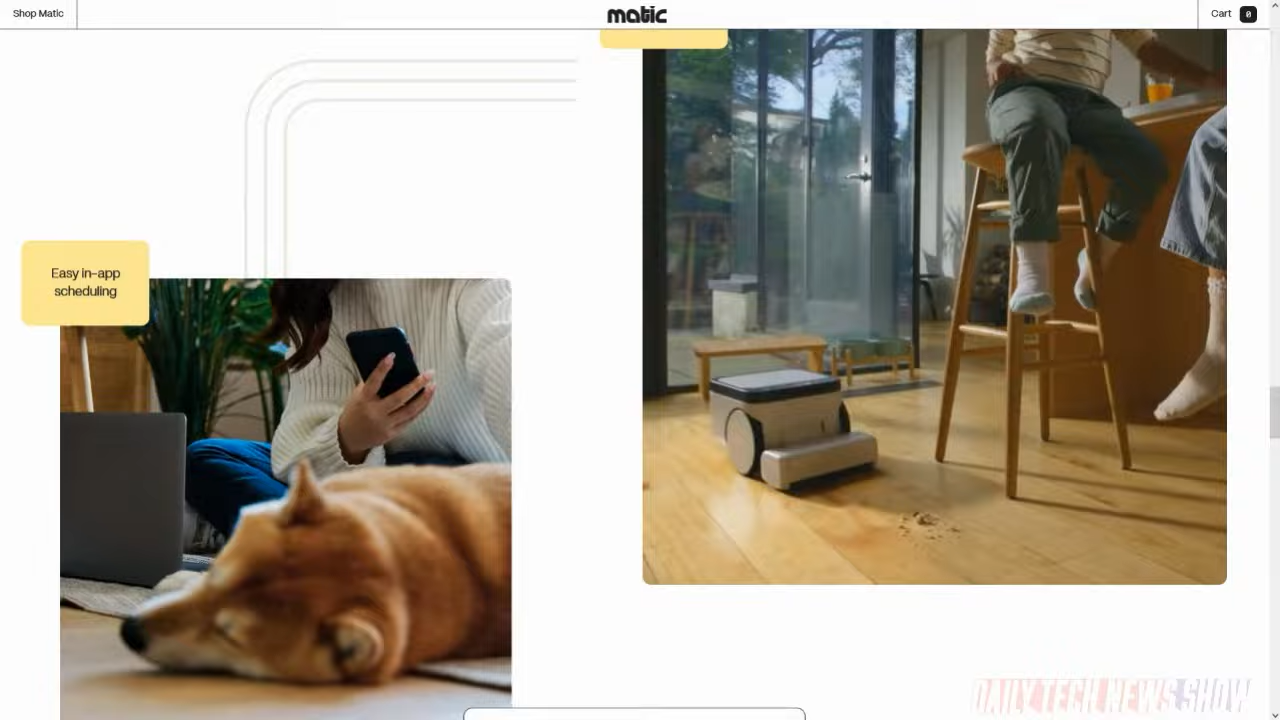 Shop Matic
matic
Cart 0
Easy in-app
scheduling
DAILY TECH NEWS SHOW